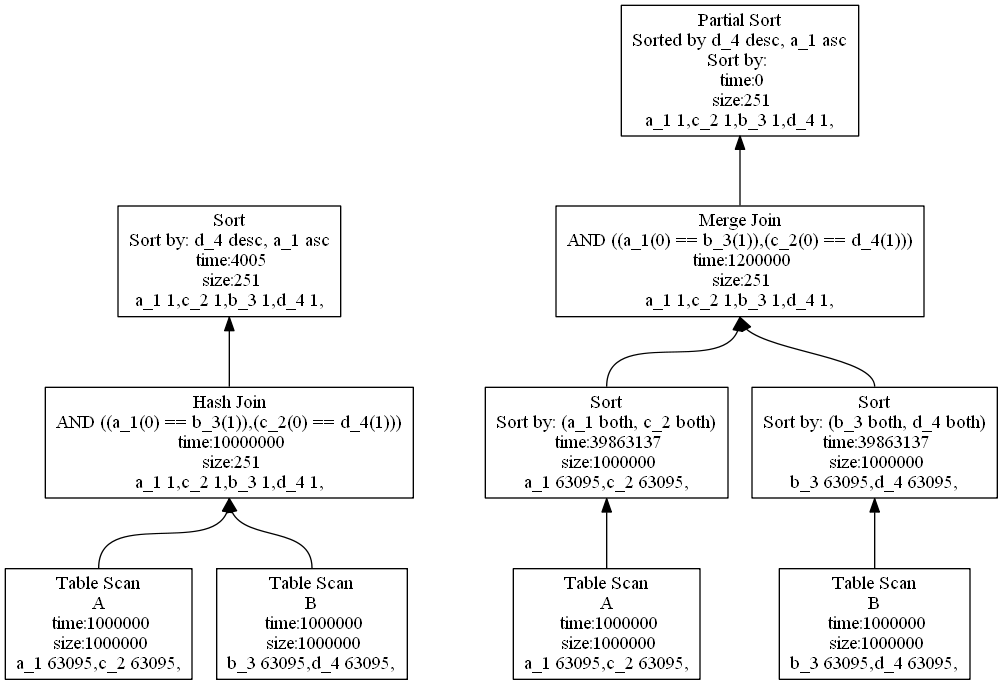 Partial Sort
Sorted by d_4 desc, a_1 asc
Sort by:
time:0
size:251
a_1 1,c_2 1,b_3 1,d_4 1,
Sort
Sort by: d_4 desc, a_1 asc
time:4005
size:251
a_1 1,c_2 1,b_3 1,d_4 1,
Merge Join
AND ((a_1(0) == b_3(1)),(c_2(0) == d_4(1)))
time:1200000
size:251
a_1 1,c_2 1,b_3 1,d_4 1,
Hash Join
AND ((a_1(0) == b_3(1)),(c_2(0) == d_4(1)))
time:10000000
size:251
a_1 1,c_2 1,b_3 1,d_4 1,
Sort
Sort by: (a_1 both, c_2 both)
time:39863137
size:1000000
a_1 63095,c_2 63095,
Sort
Sort by: (b_3 both, d_4 both)
time:39863137
size:1000000
b_3 63095,d_4 63095,
Table Scan
A
time:1000000
size:1000000
a_1 63095,c_2 63095,
Table Scan
B
time:1000000
size:1000000
b_3 63095,d_4 63095,
Table Scan
A
time:1000000
size:1000000
a_1 63095,c_2 63095,
Table Scan
B
time:1000000
size:1000000
b_3 63095,d_4 63095,